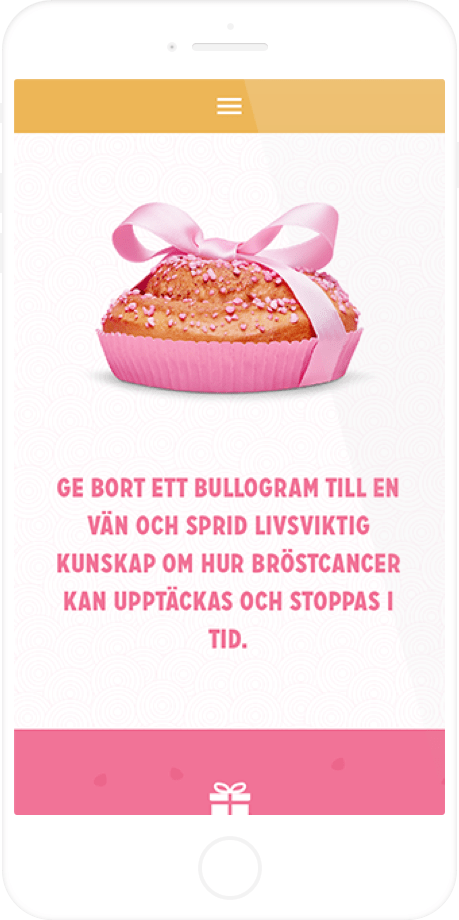 GE BORT ETT BULLOGRAM TILL EN
VÄN OCH SPRID LIVSVIKTIG
KUNSKAP OM HUR BRÖSTCANCER
KAN UPPTÄCKAS OCH STOPPAS I
TID.